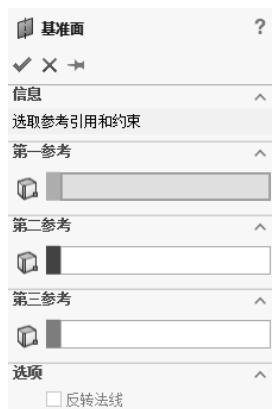 基准面 ?
信息
选取参考引用和约束
第一参考
第二参考
第三参考
选项
反转法线